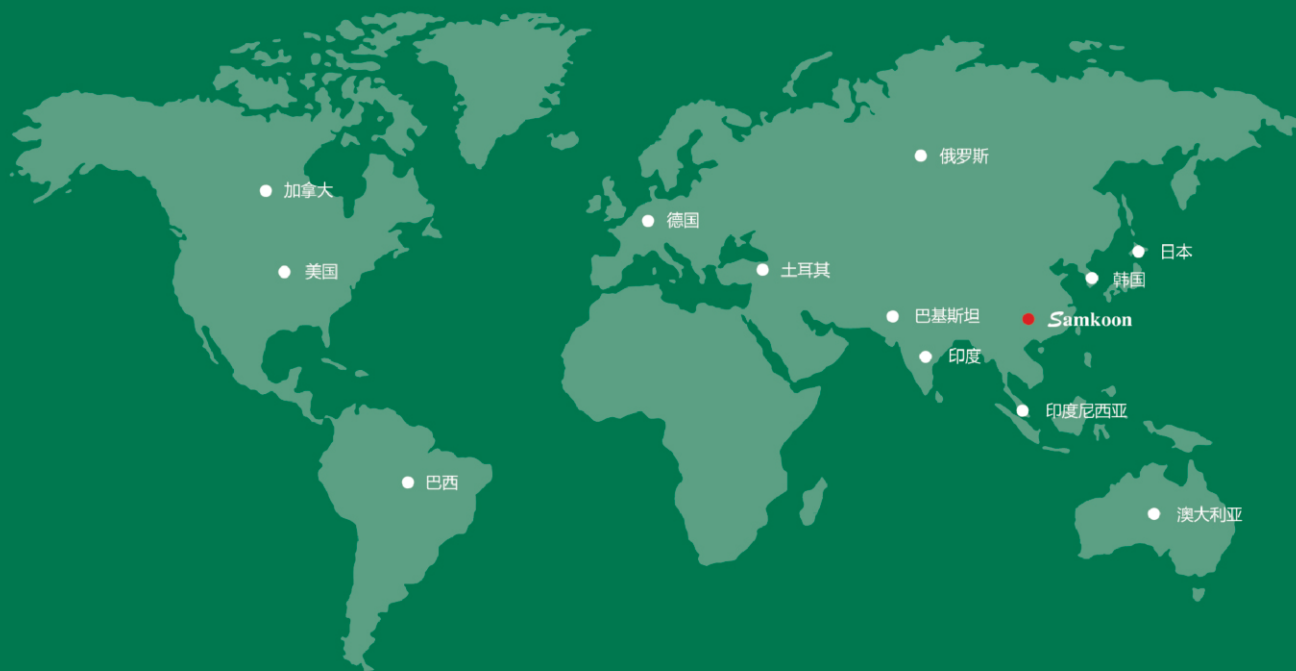 俄罗斯
加拿大
德国
日本
美国
土耳其
韩国
巴基斯坦
Samkoon
印度
印度尼西亚
巴西
澳大利亚